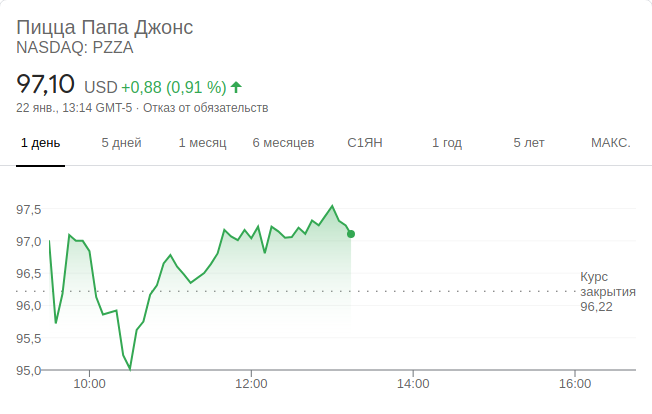 Пицца Папа Джонс
NASDAQ: PZZA
97,10 USD +0,88 (0,91 %)
22 янв., 13:14 GMT-5 · Отказ от обязательств
1 день 5 дней 1 месяц 6 месяцев С1ЯН 1 год 5 лет МАКС.
97,5
97,0
96,5
96,0
95,5
95,0
Курс
закрытия
96,22
10:00 12:00 14:00 16:00